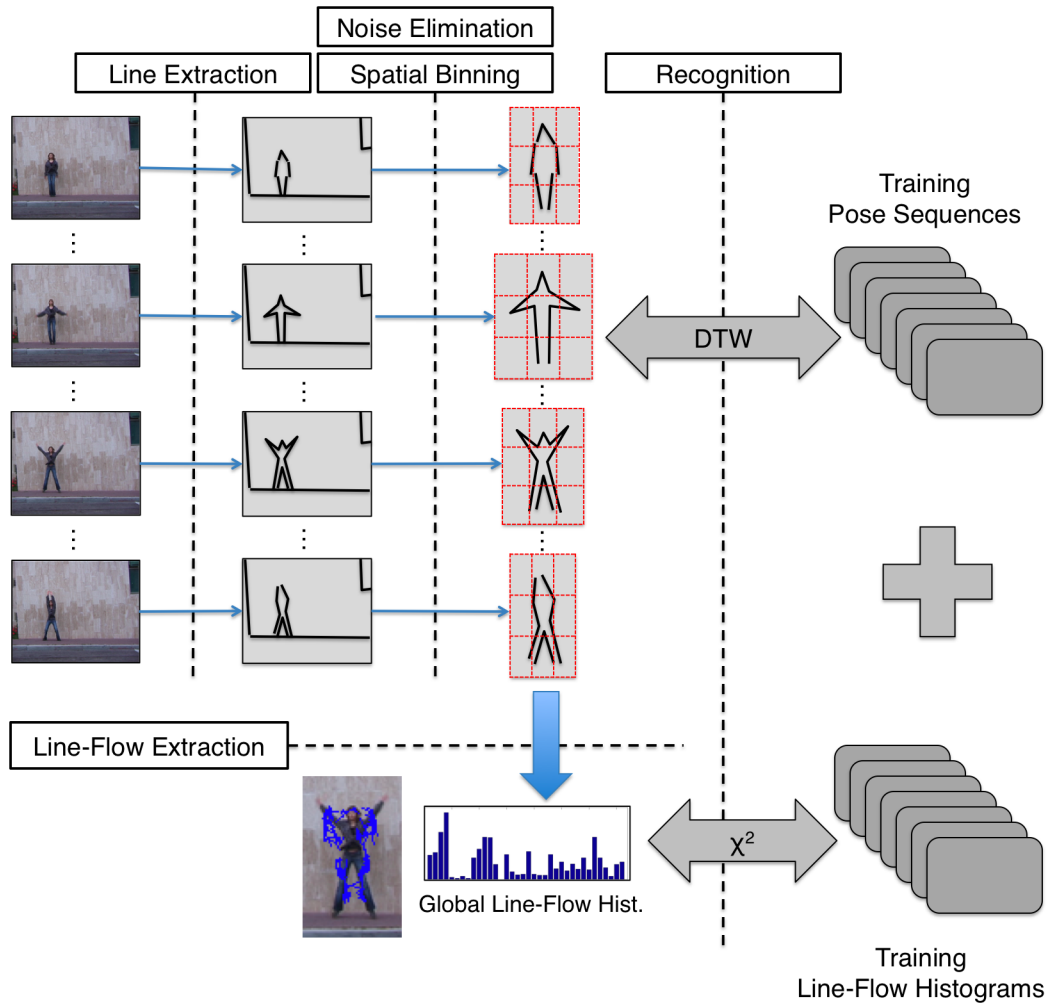 Noise Elimination
Line Extraction
Spatial Binning
Recognition
Training
Pose Sequences
DTW
Line-Flow Extraction
χ²
Global Line-Flow Hist.
Training
Line-Flow Histograms